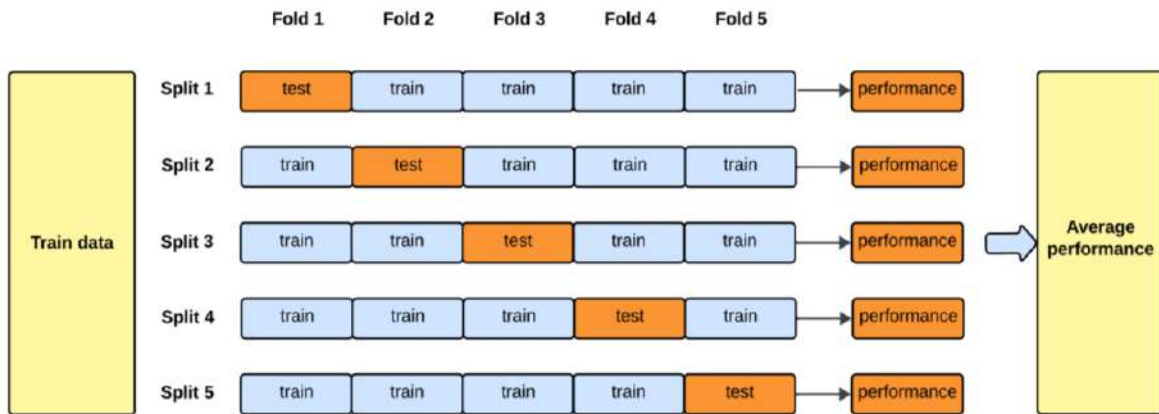 Fold 1 Fold 2 Fold 3 Fold 4 Fold 5
Split 1 test train train train train performance
Split 2 train test train train train performance
Train data
Split 3 train train test train train performance
Average
performance
Split 4 train train train test train performance
Split 5 train train train train test performance